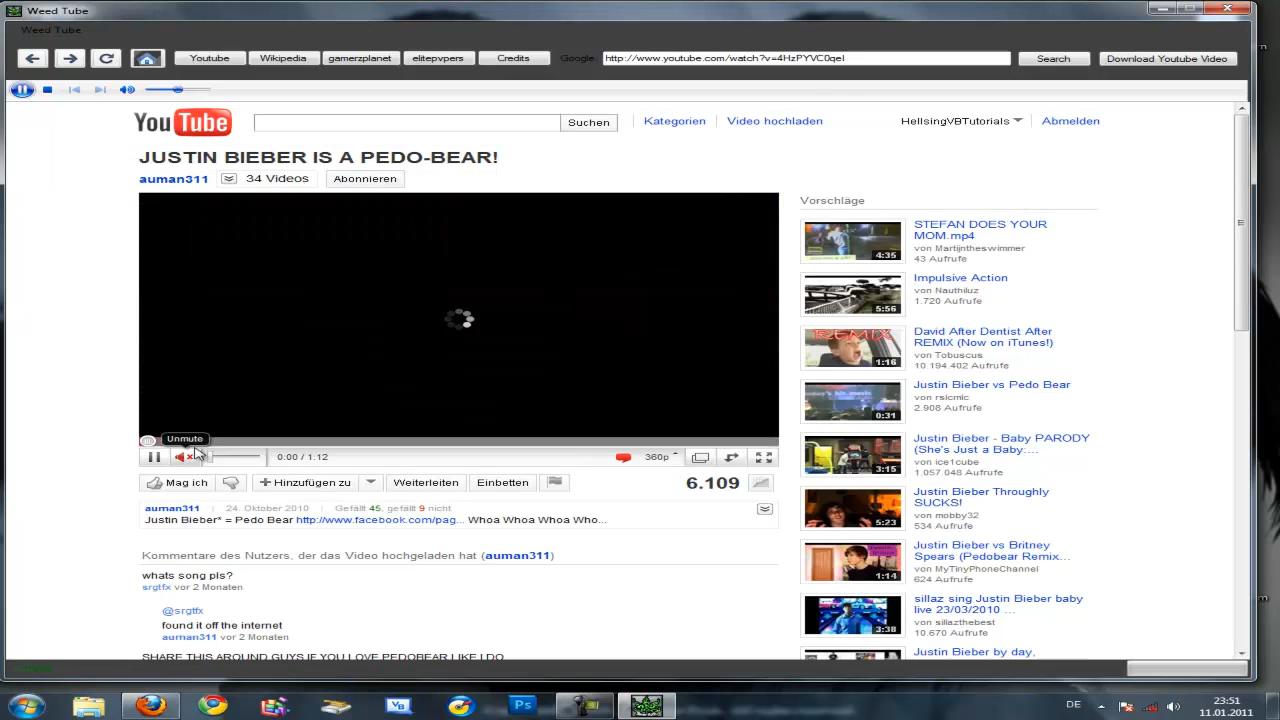 Weed Tube
Weed Tube
Youtube
Wikipedia
gamerzplanet
elitepvpers
Credits
Google:
http://www.youtube.com/watch?v=4HzPYVC0qeI
Search
Download Youtube Video
YouTube
Suchen
Kategorien
Video hochladen
HellsingVBTutorials
Abmelden
JUSTIN BIEBER IS A PEDO-BEAR!
auman311
34 Videos
Abonnieren
Unmute
0:00 / 1:12
360p
Mag ich
Hinzufügen zu
Weiterleiten
Einbetten
6.109
auman311
24. Oktober 2010
Gefällt 45, gefällt 9 nicht
Justin Bieber* = Pedo Bear http://www.facebook.com/pag... Whoa Whoa Whoa Who...
Kommentare des Nutzers, der das Video hochgeladen hat (auman311)
whats song pls?
srgtfx vor 2 Monaten
@srgtfx
found it off the internet
auman311 vor 2 Monaten
SHARE THIS AROUND GUYS IF YOU LOVE PEDOBEAR LIKE I DO
Vorschläge
STEFAN DOES YOUR
MOM.mp4
von Martijntheswimmer
43 Aufrufe
4:35
Impulsive Action
von Nauthiluz
1.720 Aufrufe
5:56
David After Dentist After
REMIX (Now on iTunes!)
von Tobuscus
10.194.402 Aufrufe
REMIX
1:16
Justin Bieber vs Pedo Bear
von rsicmic
2.908 Aufrufe
0:31
Justin Bieber - Baby PARODY
(She's Just a Baby:...
von ice1cube
1.057.048 Aufrufe
3:15
Justin Bieber Throughly
SUCKS!
von mobby32
534 Aufrufe
5:23
Justin Bieber vs Britney
Spears (Pedobear Remix...
von MyTinyPhoneChannel
624 Aufrufe
1:14
sillaz sing Justin Bieber baby
live 23/03/2010 ...
von sillazthebest
10.670 Aufrufe
3:38
Justin Bieber by day,
VB
Ps
DE
23:51
11.01.2011